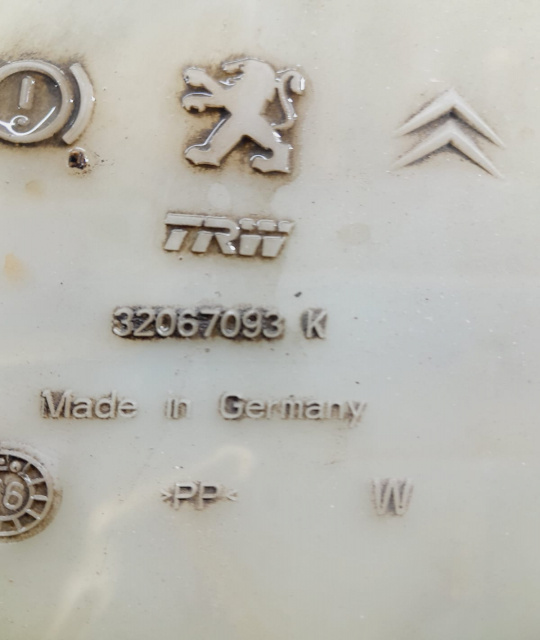 TRW
32067093 K
Made in Germany
>PP< W